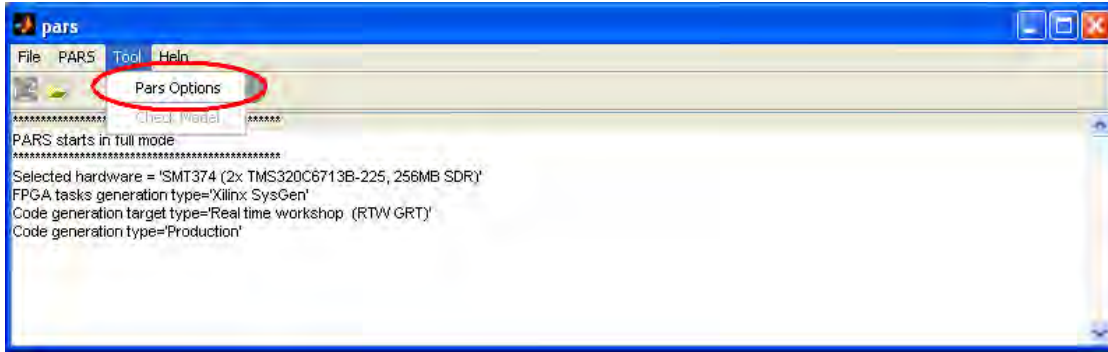 pars
File PARS Tool Help
Pars Options
Check Model
************************************************
PARS starts in full mode
************************************************
Selected hardware = 'SMT374 (2x TMS320C6713B-225, 256MB SDR)'
FPGA tasks generation type='Xilinx SysGen'
Code generation target type='Real time workshop (RTW GRT)'
Code generation type='Production'